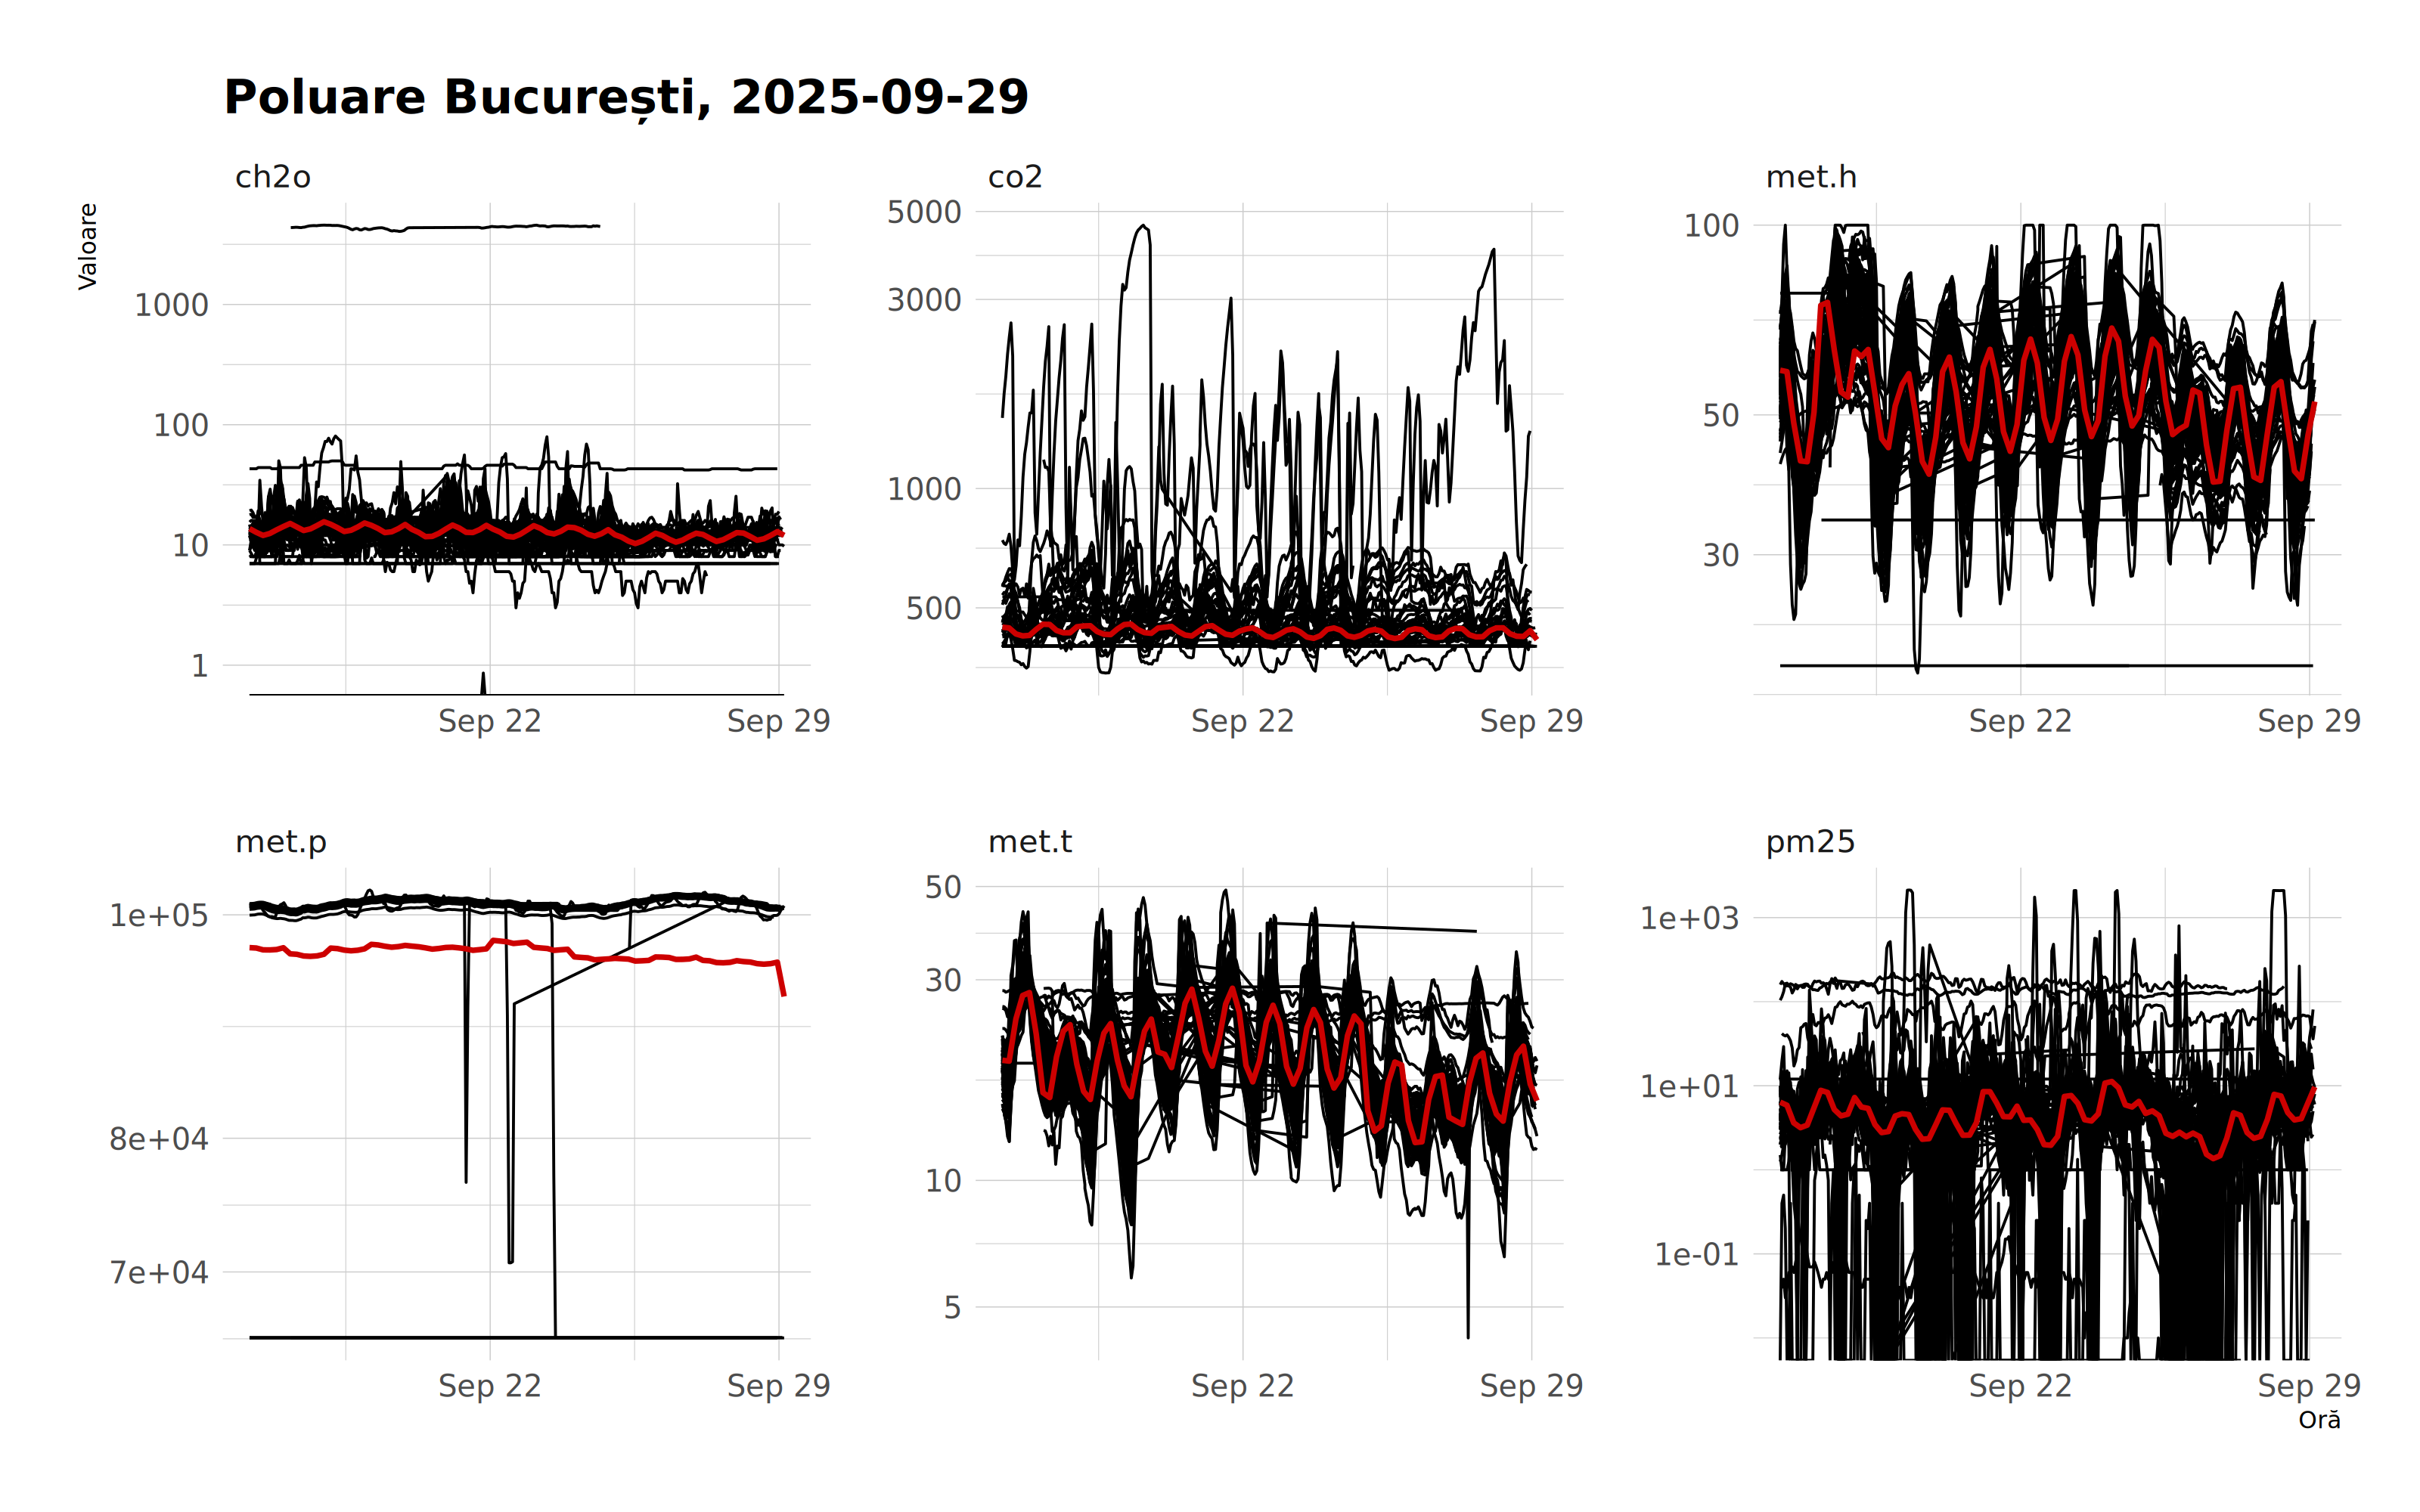 Poluare București, 2025-09-29
ch2o
co2
met.h
Valoare
1000
100
10
1
Sep 22
Sep 29
5000
3000
1000
500
Sep 22
Sep 29
100
50
30
Sep 22
Sep 29
met.p
met.t
pm25
1e+05
8e+04
7e+04
Sep 22
Sep 29
50
30
10
5
Sep 22
Sep 29
1e+03
1e+01
1e-01
Sep 22
Sep 29
Oră